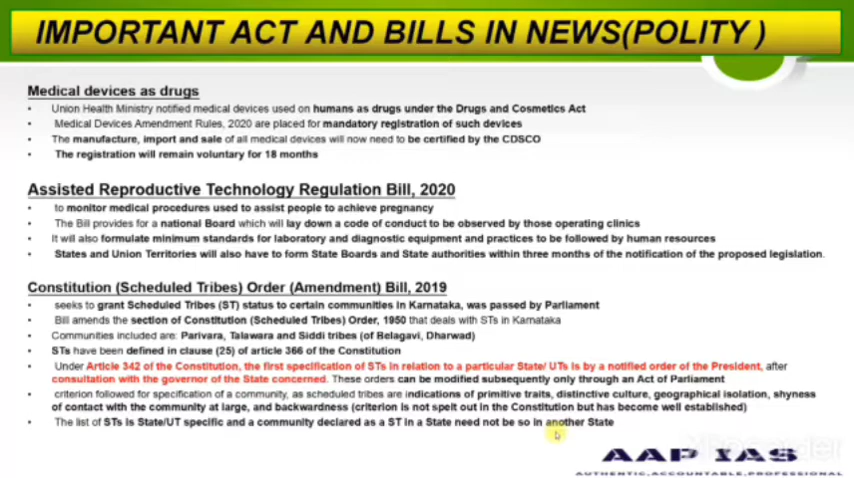 IMPORTANT ACT AND BILLS IN NEWS(POLITY )
Medical devices as drugs
• Union Health Ministry notified medical devices used on humans as drugs under the Drugs and Cosmetics Act
• Medical Devices Amendment Rules, 2020 are placed for mandatory registration of such devices
• The manufacture, import and sale of all medical devices will now need to be certified by the CDSCO
• The registration will remain voluntary for 18 months
Assisted Reproductive Technology Regulation Bill, 2020
• to monitor medical procedures used to assist people to achieve pregnancy
• The Bill provides for a national Board which will lay down a code of conduct to be observed by those operating clinics
• It will also formulate minimum standards for laboratory and diagnostic equipment and practices to be followed by human resources
• States and Union Territories will also have to form State Boards and State authorities within three months of the notification of the proposed legislation.
Constitution (Scheduled Tribes) Order (Amendment) Bill, 2019
• seeks to grant Scheduled Tribes (ST) status to certain communities in Karnataka, was passed by Parliament
• Bill amends the section of Constitution (Scheduled Tribes) Order, 1950 that deals with STs in Karnataka
• Communities included are: Parivara, Talawara and Siddi tribes (of Belagavi, Dharwad)
• STs have been defined in clause (25) of article 366 of the Constitution
• Under Article 342 of the Constitution, the first specification of STs in relation to a particular State/ UTs is by a notified order of the President, after
consultation with the governor of the State concerned. These orders can be modified subsequently only through an Act of Parliament
• criterion followed for specification of a community, as scheduled tribes are indications of primitive traits, distinctive culture, geographical isolation, shyness
of contact with the community at large, and backwardness (criterion is not spelt out in the Constitution but has become well established)
• The list of STs is State/UT specific and a community declared as a ST in a State need not be so in another State
AAP IAS
AUTHENTIC,ACCOUNTABLE,PROFESSIONAL